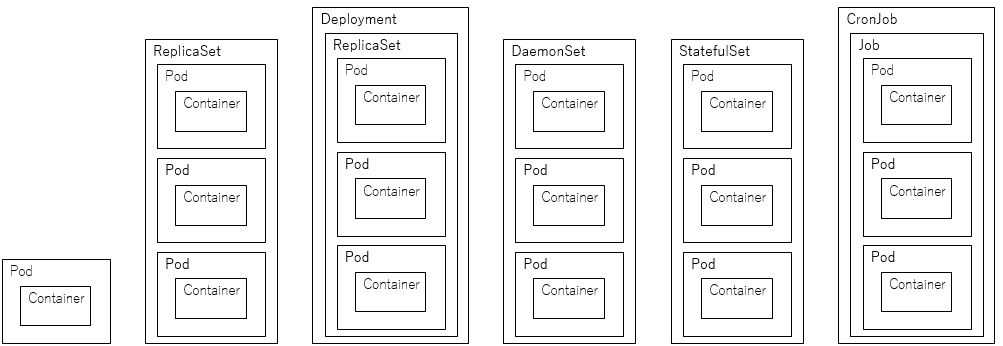 Pod
Container
ReplicaSet
Pod
Container
Pod
Container
Pod
Container
Deployment
ReplicaSet
Pod
Container
Pod
Container
Pod
Container
DaemonSet
Pod
Container
Pod
Container
Pod
Container
StatefulSet
Pod
Container
Pod
Container
Pod
Container
CronJob
Job
Pod
Container
Pod
Container
Pod
Container